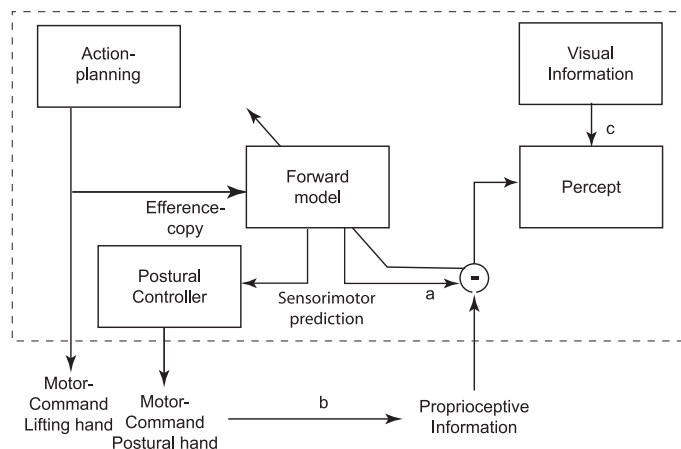 Action-
planning
Visual
Information
c
Forward
model
Percept
Efference-
copy
Postural
Controller
Sensorimotor
prediction
a
-
Motor-
Command
Lifting hand
Motor-
Command
Postural hand
b
Proprioceptive
Information